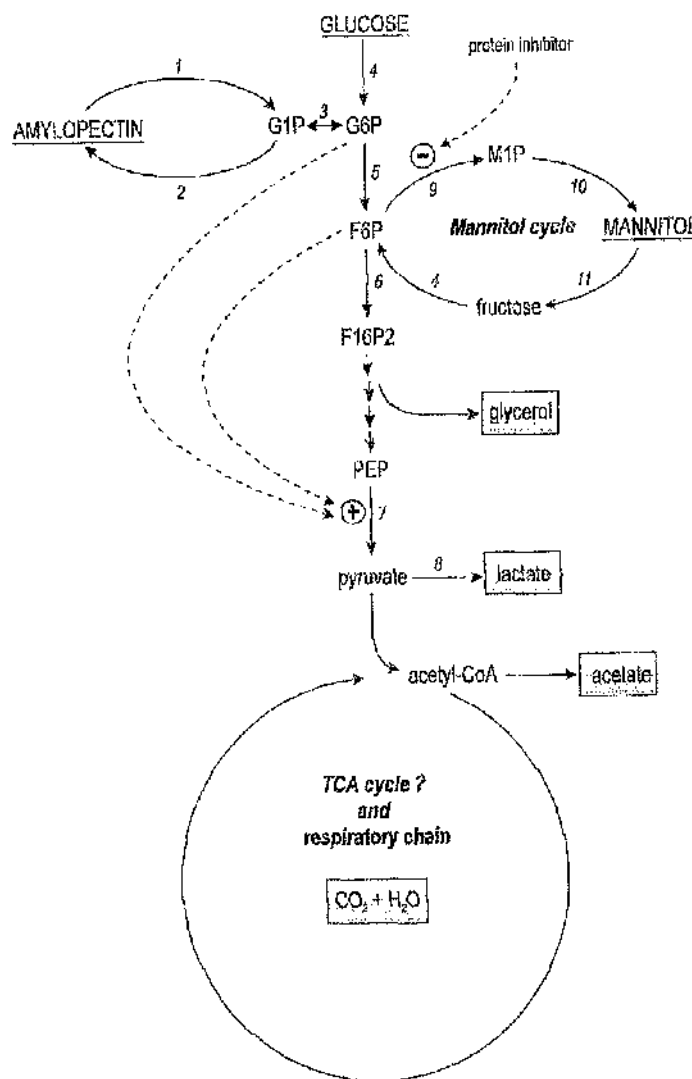 GLUCOSE
protein inhibitor
1
4
3
AMYLOPECTIN
G1P
G6P
−
M1P
2
5
9
10
F6P
Mannitol cycle
MANNITOL
6
4
11
fructose
F16P2
glycerol
PEP
+
7
pyruvate
8
lactate
acetyl-CoA
acetate
TCA cycle ?
and
respiratory chain
CO₂ + H₂O